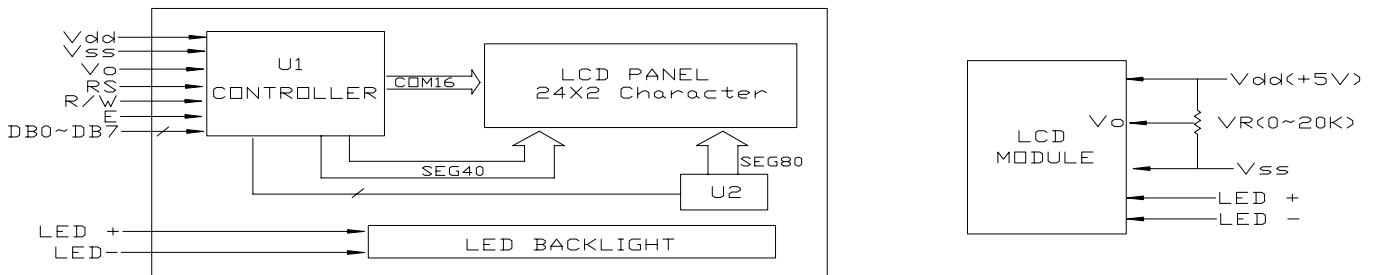 Vdd
Vss
Vo
RS
R/W
E
DB0~DB7
U1
CONTROLLER
COM16
LCD PANEL
24X2 Character
SEG40
SEG80
U2
LED +
LED-
LED BACKLIGHT
LCD
MODULE
Vdd(+5V)
Vo
VR(0~20K)
Vss
LED +
LED -